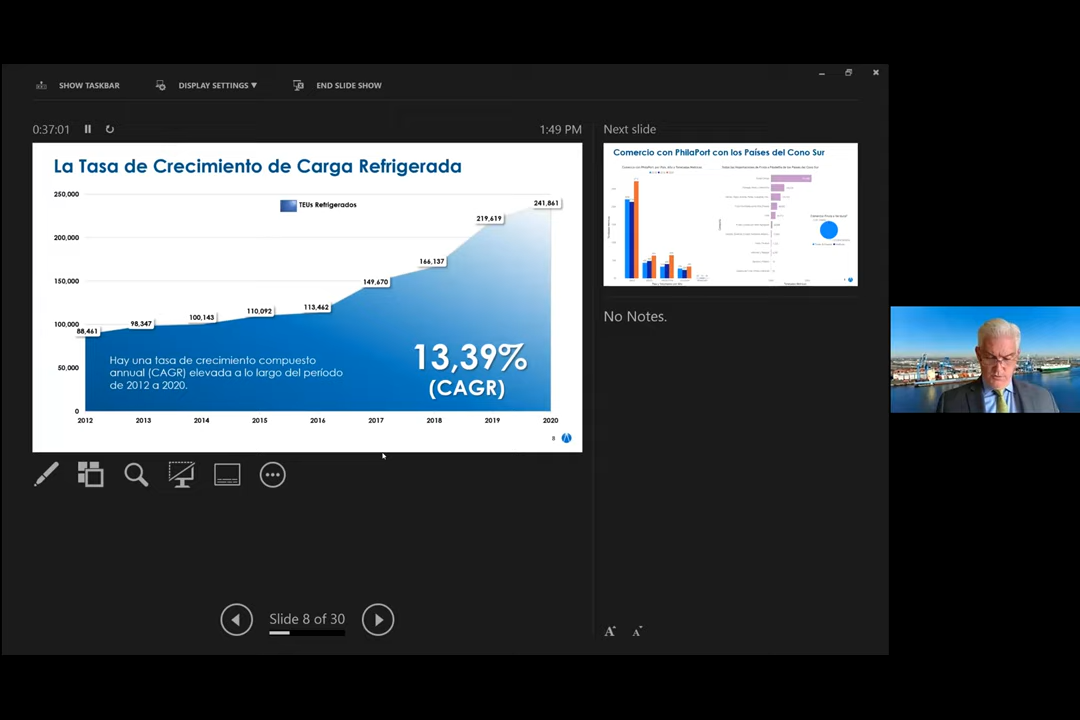 SHOW TASKBAR
DISPLAY SETTINGS ▼
END SLIDE SHOW
0:37:01
1:49 PM
La Tasa de Crecimiento de Carga Refrigerada
250,000
200,000
150,000
100,000
50,000
0
TEUs Refrigerados
88,461
98,347
100,143
110,092
113,462
149,670
166,137
219,619
241,861
Hay una tasa de crecimiento compuesto
annual (CAGR) elevada a lo largo del período
de 2012 a 2020.
13,39%
(CAGR)
2012
2013
2014
2015
2016
2017
2018
2019
2020
8
Next slide
Comercio con PhilaPort con los Países del Cono Sur
No Notes.
Slide 8 of 30
A
A